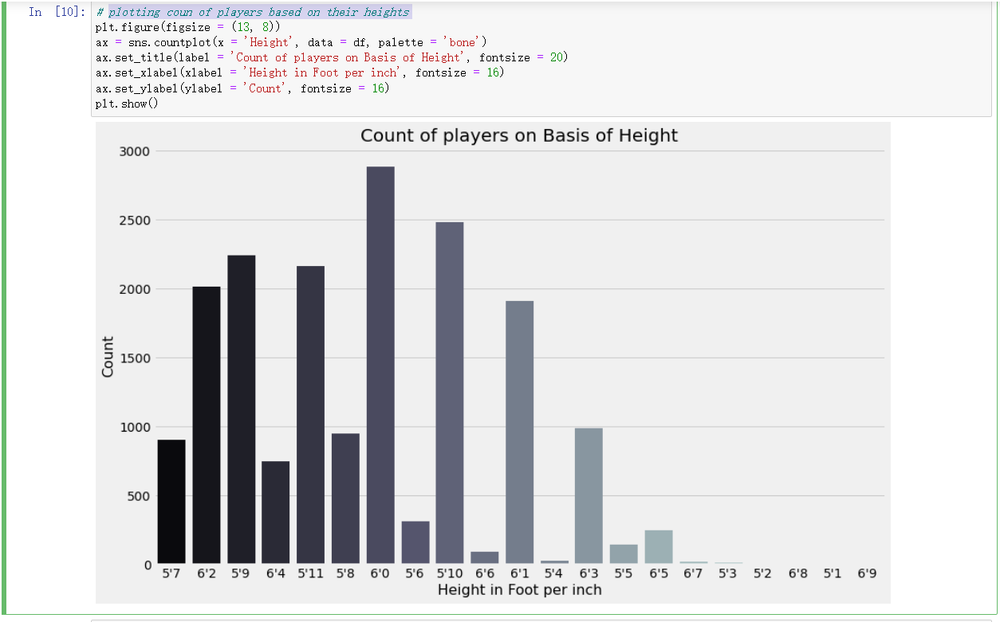 In [10]: # plotting coun of players based on their heights
plt.figure(figsize = (13, 8))
ax = sns.countplot(x = 'Height', data = df, palette = 'bone')
ax.set_title(label = 'Count of players on Basis of Height', fontsize = 20)
ax.set_xlabel(xlabel = 'Height in Foot per inch', fontsize = 16)
ax.set_ylabel(ylabel = 'Count', fontsize = 16)
plt.show()
Count of players on Basis of Height
3000
2500
2000
1500
1000
500
0
Count
5'7 6'2 5'9 6'4 5'11 5'8 6'0 5'6 5'10 6'6 6'1 5'4 6'3 5'5 6'5 6'7 5'3 5'2 6'8 5'1 6'9
Height in Foot per inch